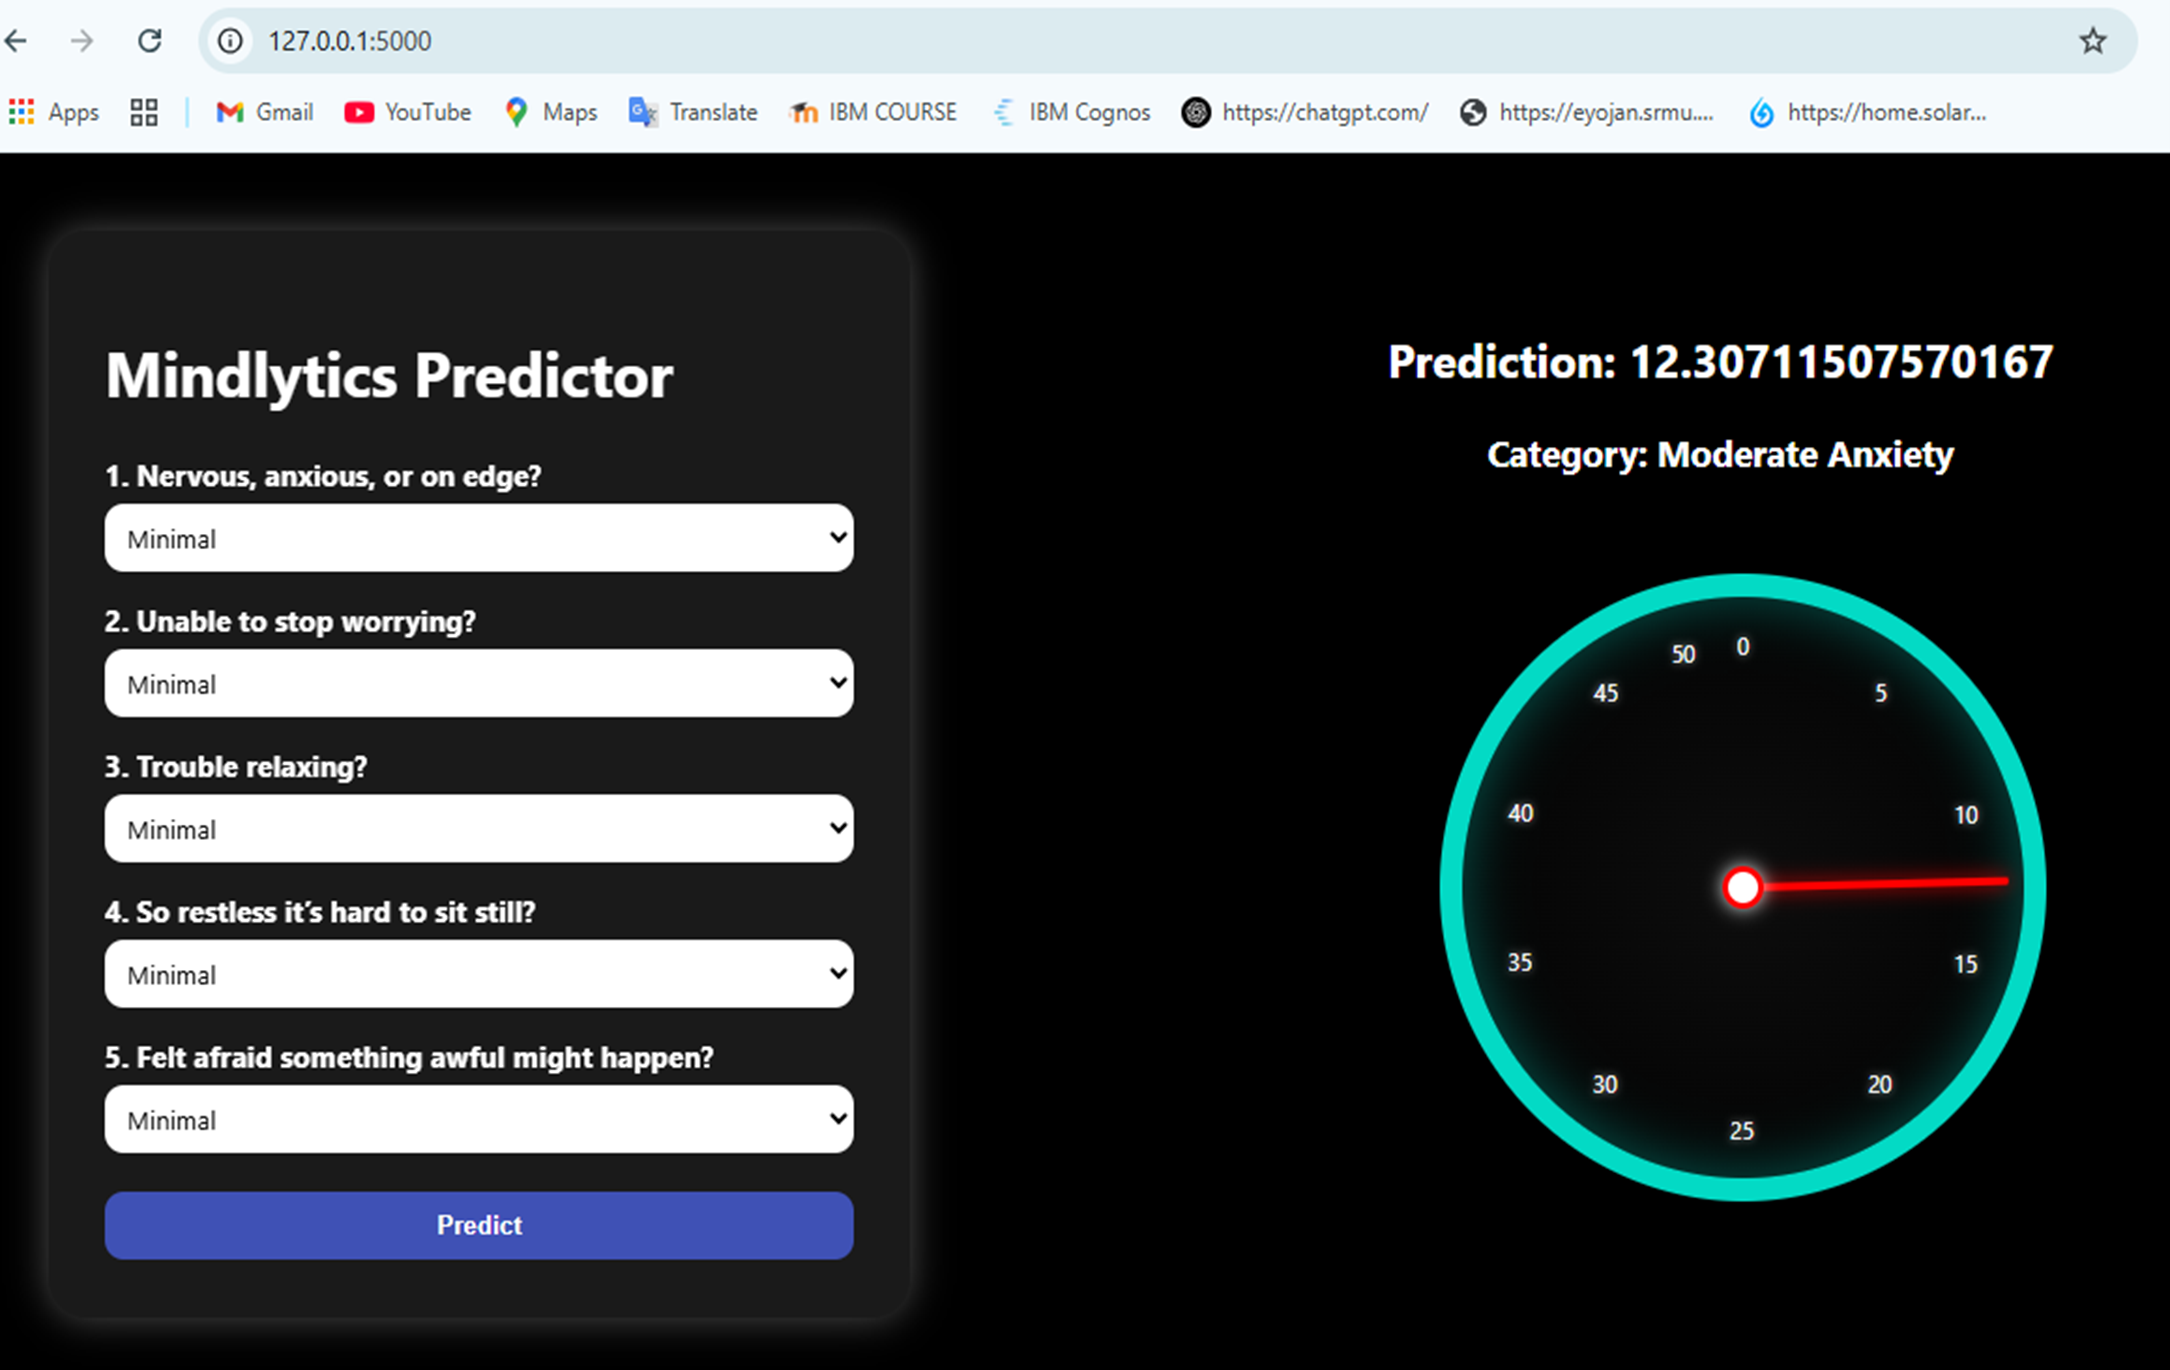 127.0.0.1:5000
Apps Gmail YouTube Maps Translate IBM COURSE IBM Cognos https://chatgpt.com/ https://eyojan.srmu.... https://home.solar...
Mindlytics Predictor
1. Nervous, anxious, or on edge?
Minimal
2. Unable to stop worrying?
Minimal
3. Trouble relaxing?
Minimal
4. So restless it’s hard to sit still?
Minimal
5. Felt afraid something awful might happen?
Minimal
Predict
Prediction: 12.30711507570167
Category: Moderate Anxiety
0
5
10
15
20
25
30
35
40
45
50